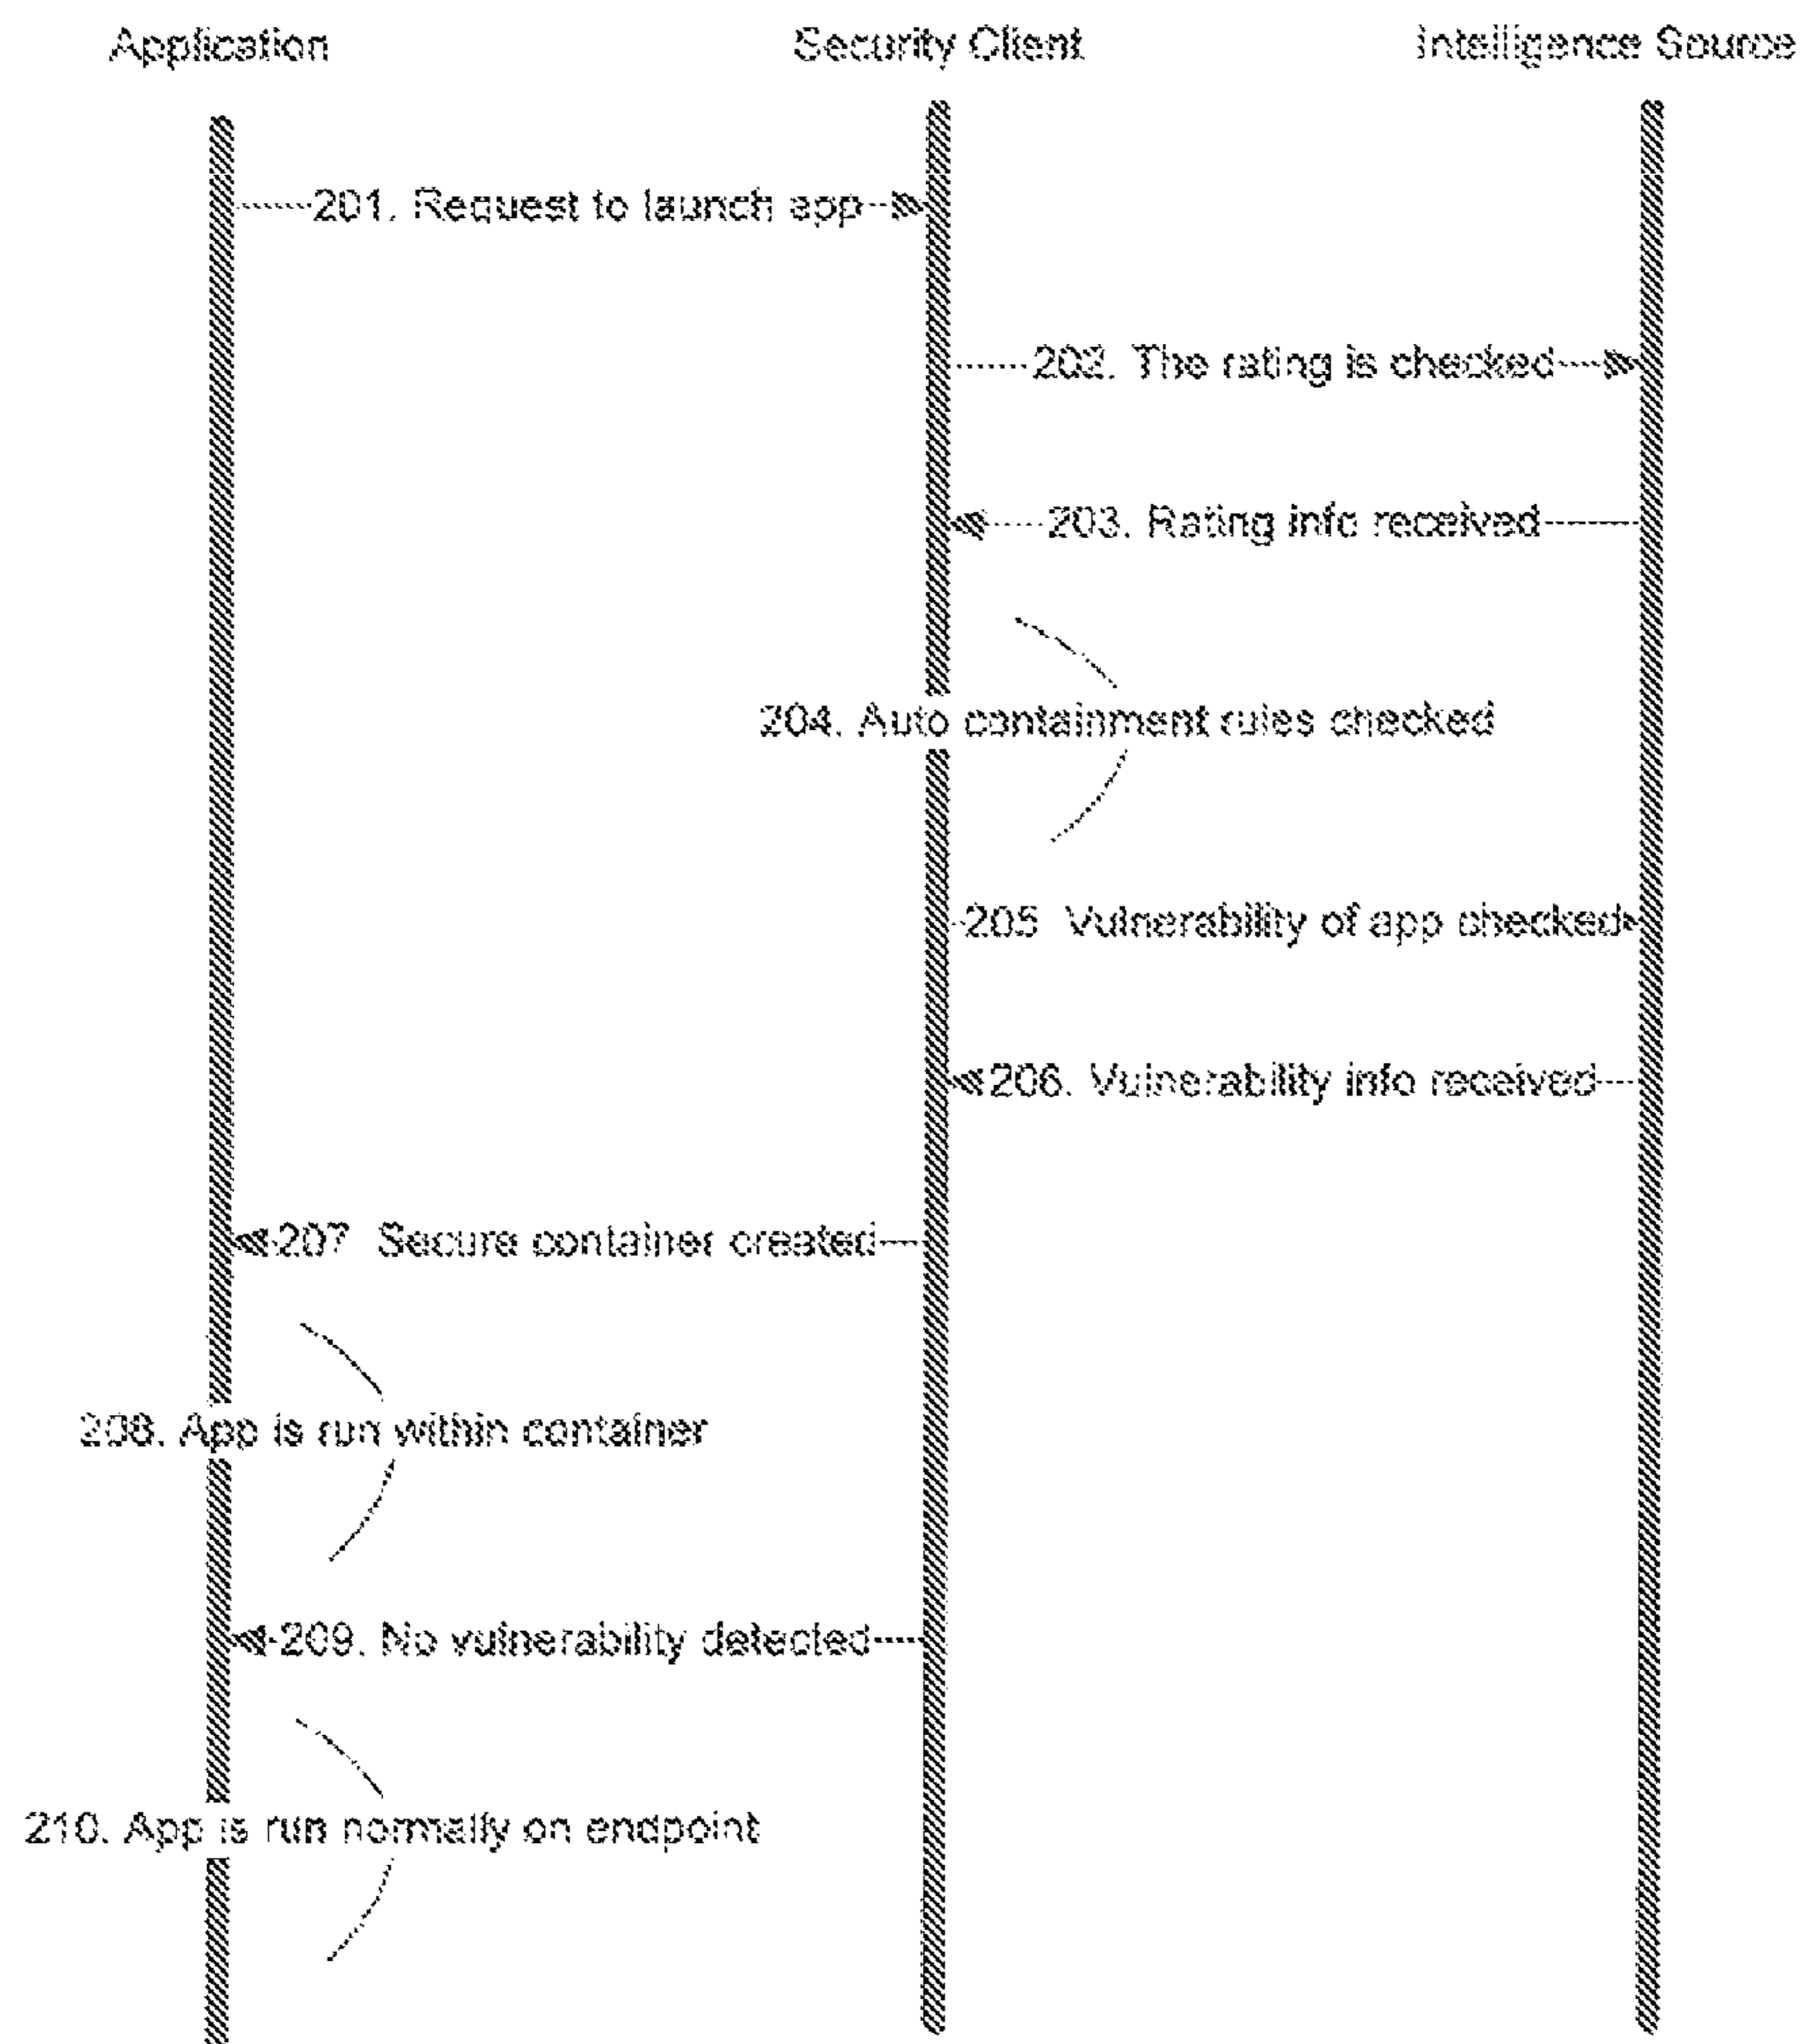 Application
Security Client
Intelligence Source
201. Request to launch app
202. The rating is checked
203. Rating info received
204. Auto containment rules checked
205 Vulnerability of app checked
206. Vulnerability info received
207 Secure container created
208. App is run within container
209. No vulnerability detected
210. App is run normally on endpoint